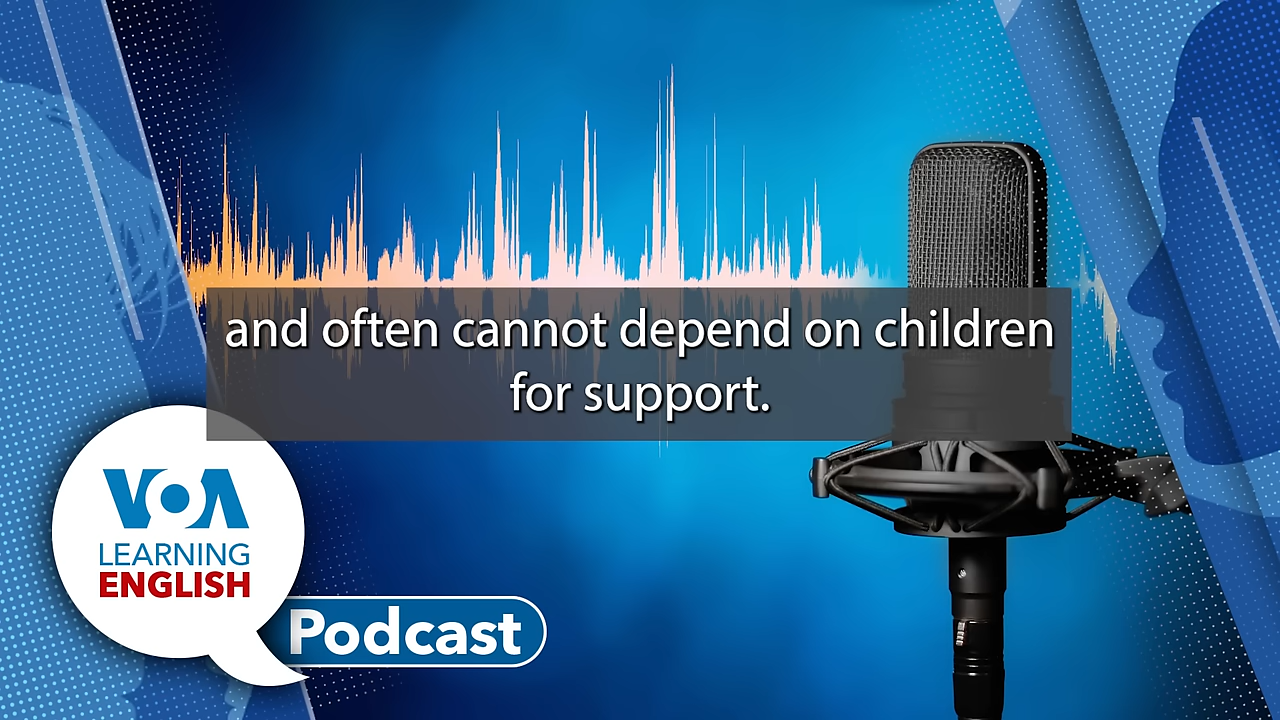 and often cannot depend on children
for support.
VOA
LEARNING
ENGLISH
Podcast